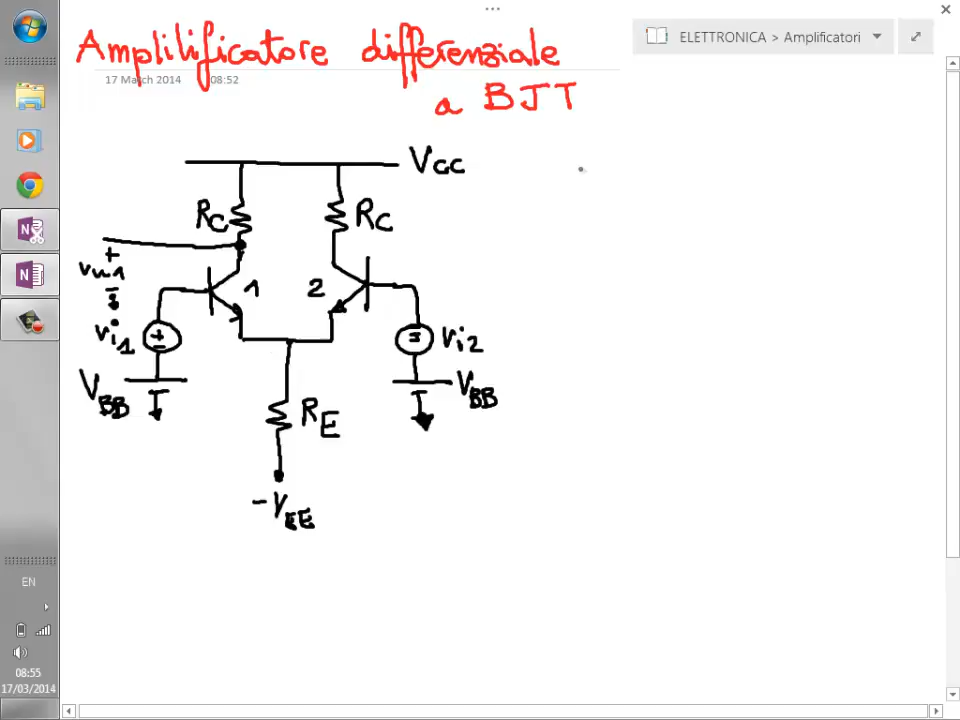 Amplilificatore differenziale
17 March 2014 08:52
a BJT
ELETTRONICA > Amplificatori
VCC
RC
RC
vu1
1
2
vi1
vi2
VBB
VBB
RE
-VEE
EN
08:55
17/03/2014